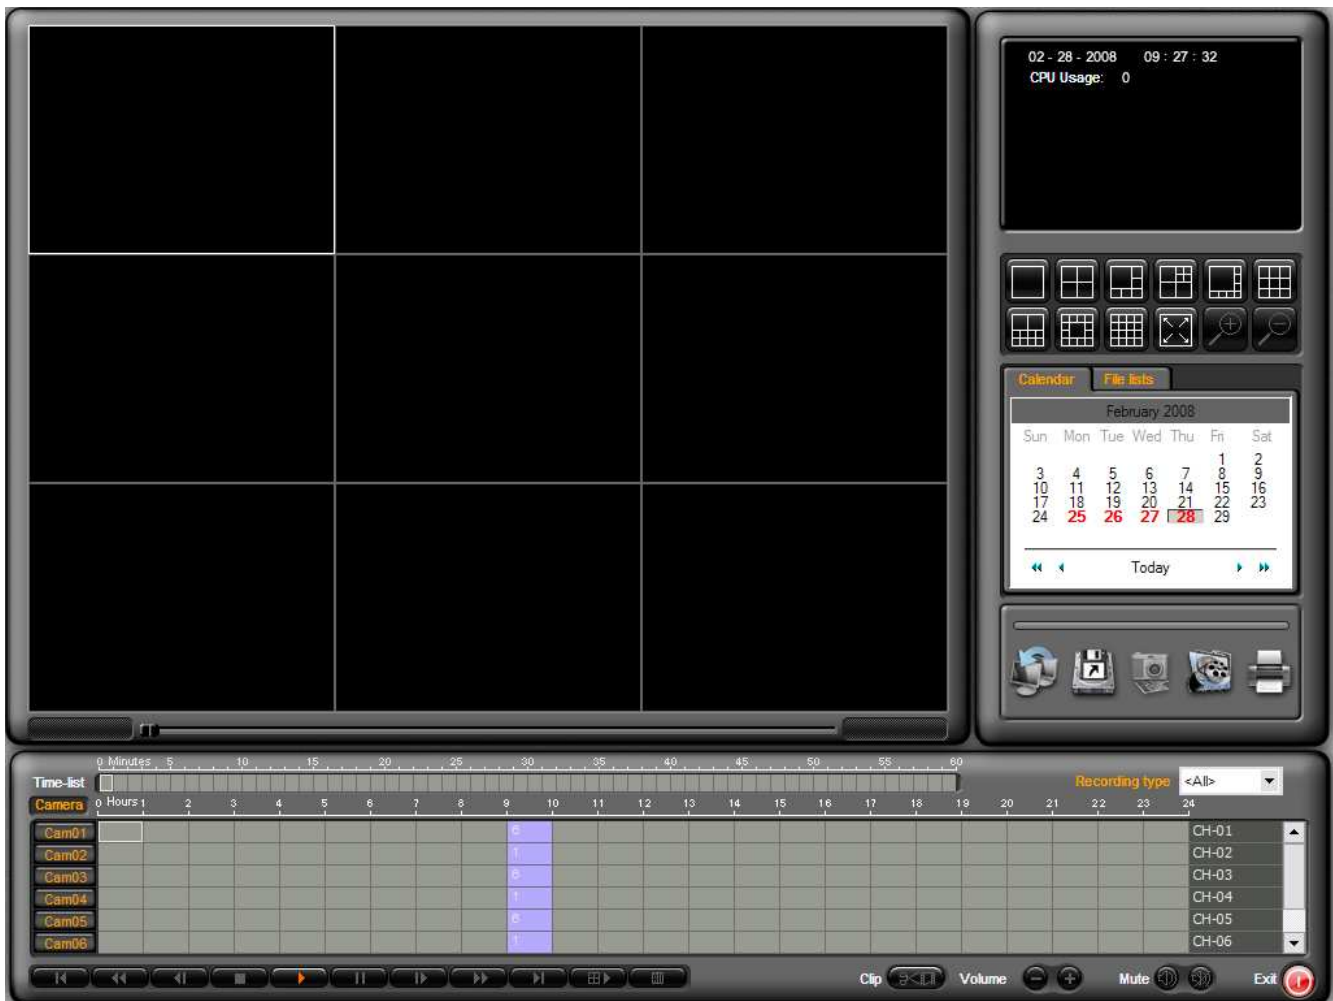 02 - 28 - 2008 09 : 27 : 32
CPU Usage: 0
Calendar File lists
February 2008
Sun Mon Tue Wed Thu Fri Sat
1 2
3 4 5 6 7 8 9
10 11 12 13 14 15 16
17 18 19 20 21 22 23
24 25 26 27 28 29
Today
0 Minutes 5 10 15 20 25 30 35 40 45 50 55 60
Time-list
Recording type <All>
Camera 0 Hours 1 2 3 4 5 6 7 8 9 10 11 12 13 14 15 16 17 18 19 20 21 22 23 24
Cam01 6 CH-01
Cam02 1 CH-02
Cam03 6 CH-03
Cam04 1 CH-04
Cam05 6 CH-05
Cam06 1 CH-06
Clip Volume Mute Exit